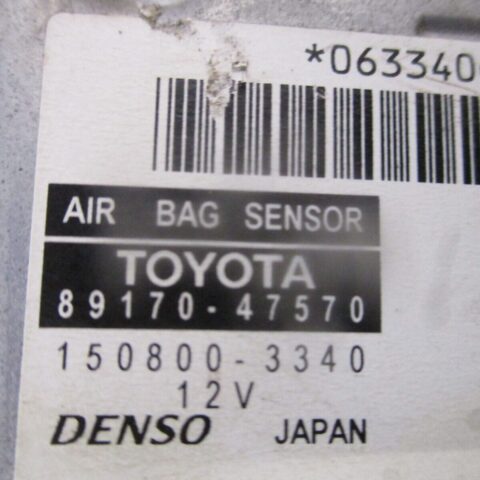 *063340
AIR BAG SENSOR
TOYOTA
89170-47570
150800-3340
12V
DENSO JAPAN